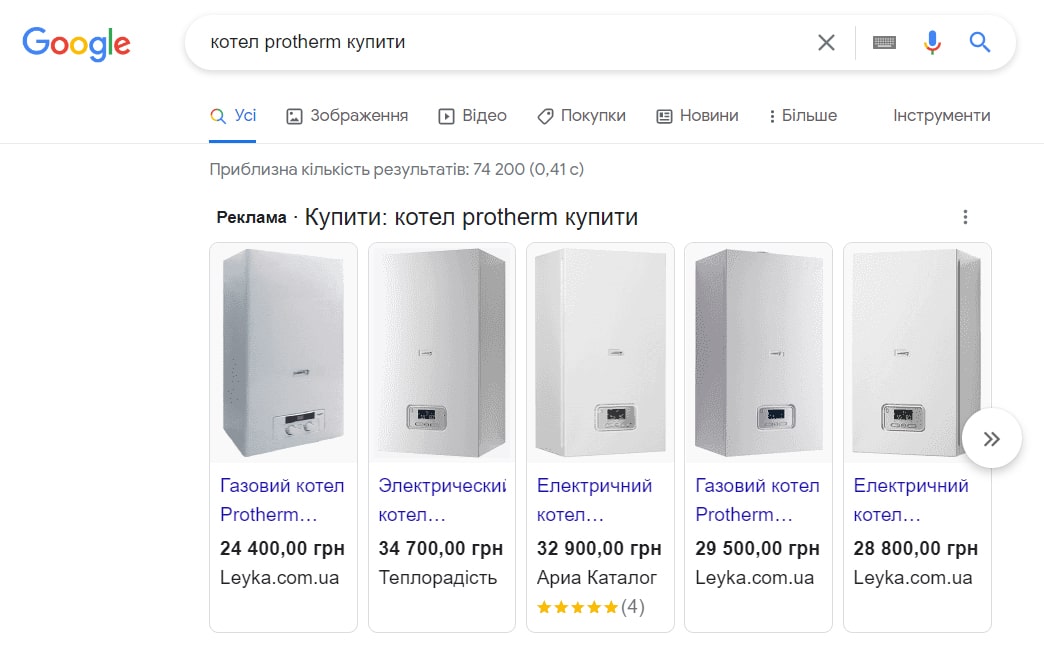 Google
котел protherm купити
Усі Зображення Відео Покупки Новини Більше Інструменти
Приблизна кількість результатів: 74 200 (0,41 с)
Реклама · Купити: котел protherm купити
Газовий котел
Protherm…
24 400,00 грн
Leyka.com.ua
Электрический
котел…
34 700,00 грн
Теплорадість
Електричний
котел…
32 900,00 грн
Ариа Каталог
(4)
Газовий котел
Protherm…
29 500,00 грн
Leyka.com.ua
Електричний
котел…
28 800,00 грн
Leyka.com.ua